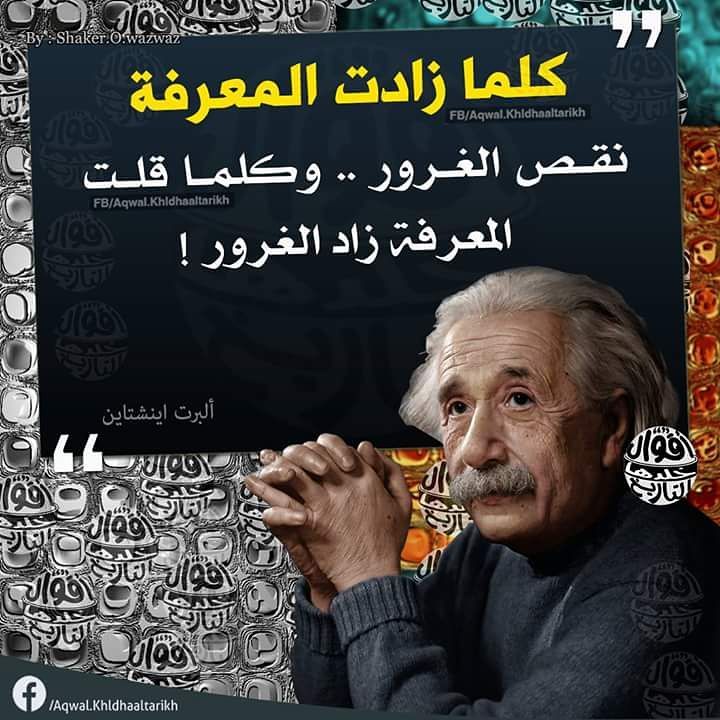 By : Shaker.O.wazwaz
كلما زادت المعرفة
FB/Aqwal.Khldhaaltarikh
نقص الغرور .. وكلما قلت
FB/Aqwal.Khldhaaltarikh
المعرفة زاد الغرور !
ألبرت اينشتاين
/Aqwal.Khldhaaltarikh